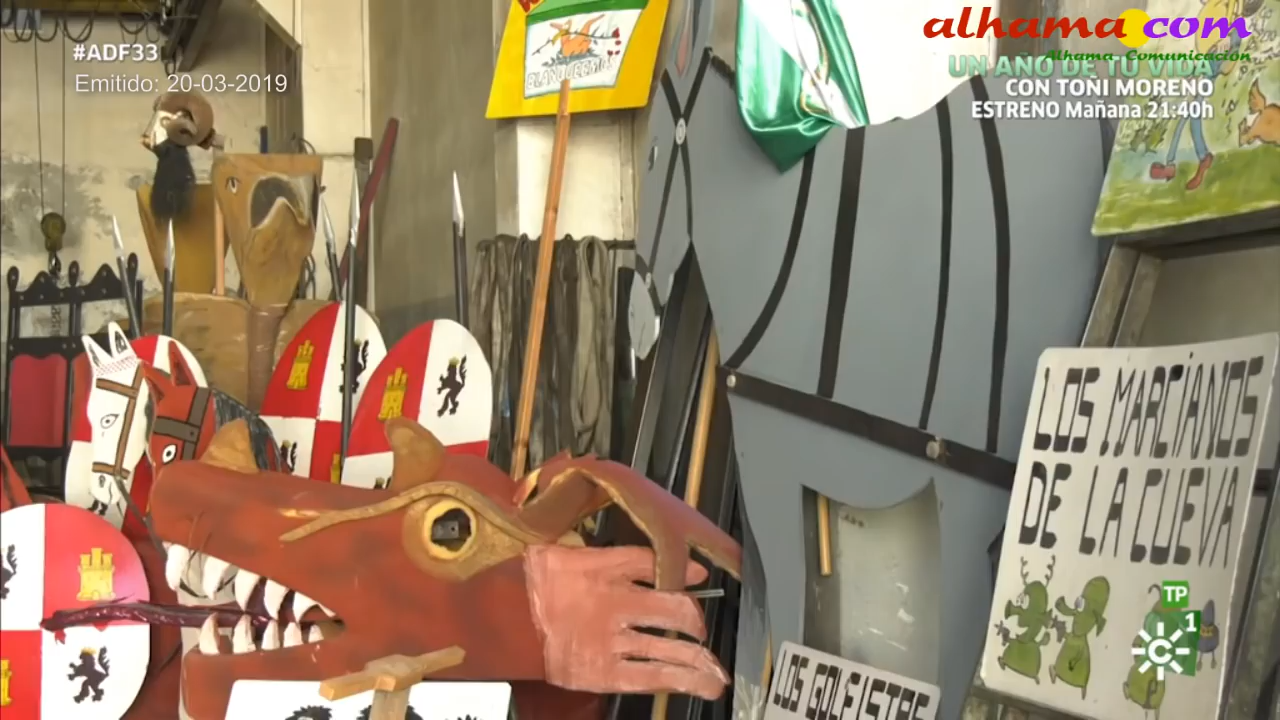 #ADF33
Emitido: 20-03-2019
alhama.com
Alhama Comunicación
UN AÑO DE TU VIDA
CON TOÑI MORENO
ESTRENO Mañana 21:40h
LOS MARCIANOS
DE LA CUEVA
TP
1
LOS GOLFISTAS